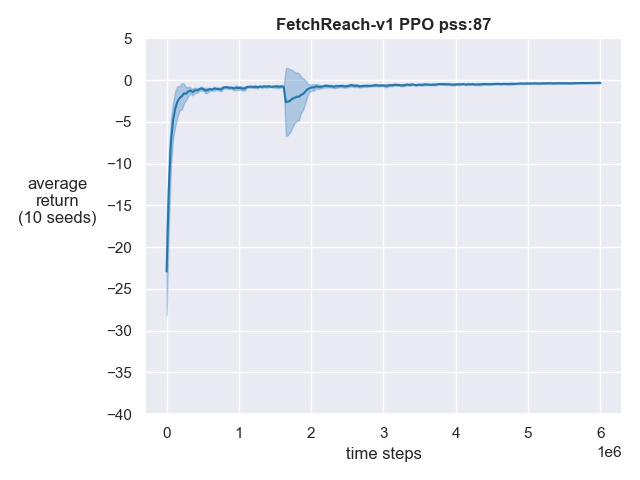 FetchReach-v1 PPO pss:87
5
0
−5
−10
−15
−20
−25
−30
−35
−40
average
return
(10 seeds)
0 1 2 3 4 5 6
1e6
time steps